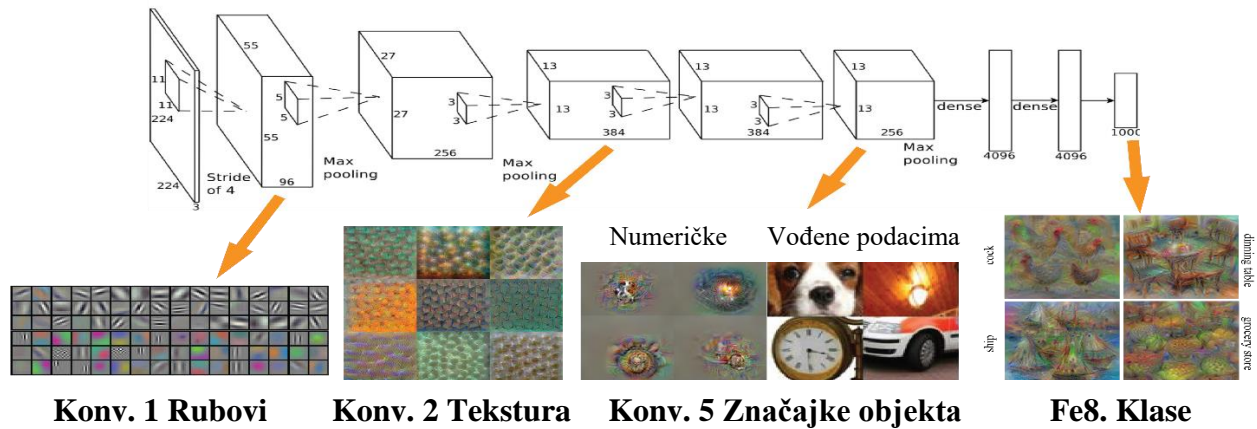 55
27
13
13
13
11
5
3
3
3
11
5
3
3
3
224
55
27
13
13
13
dense
dense
384
384
256
1000
Max pooling
4096
4096
256
Max pooling
Max pooling
224
Stride of 4
96
3
Numeričke
Vođene podacima
cock
dinning table
ship
grocery store
Konv. 1 Rubovi
Konv. 2 Tekstura
Konv. 5 Značajke objekta
Fe8. Klase